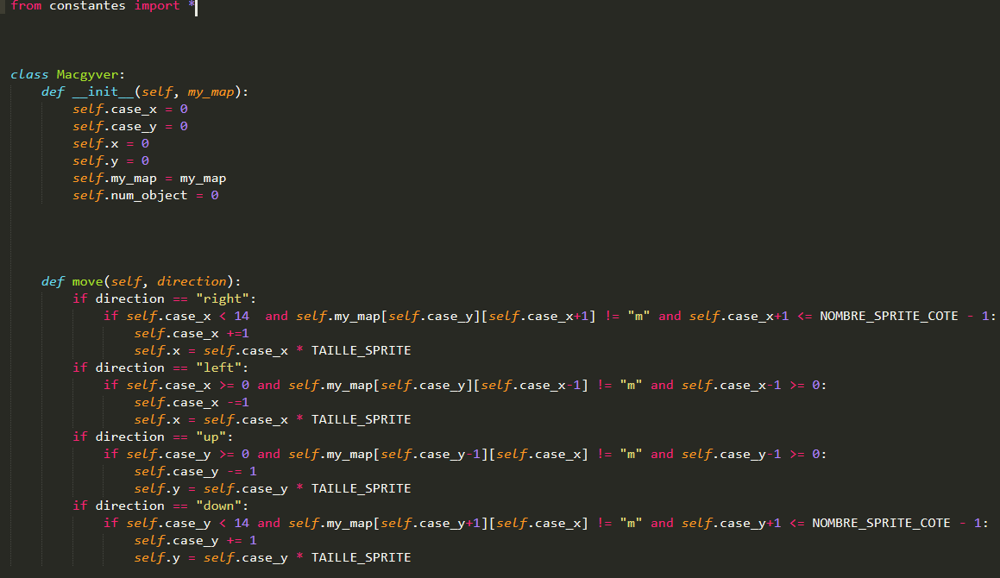 from constantes import *
class Macgyver:
    def __init__(self, my_map):
        self.case_x = 0
        self.case_y = 0
        self.x = 0
        self.y = 0
        self.my_map = my_map
        self.num_object = 0
    def move(self, direction):
        if direction == "right":
            if self.case_x < 14  and self.my_map[self.case_y][self.case_x+1] != "m" and self.case_x+1 <= NOMBRE_SPRITE_COTE - 1:
                self.case_x +=1
                self.x = self.case_x * TAILLE_SPRITE
        if direction == "left":
            if self.case_x >= 0 and self.my_map[self.case_y][self.case_x-1] != "m" and self.case_x-1 >= 0:
                self.case_x -=1
                self.x = self.case_x * TAILLE_SPRITE
        if direction == "up":
            if self.case_y >= 0 and self.my_map[self.case_y-1][self.case_x] != "m" and self.case_y-1 >= 0:
                self.case_y -= 1
                self.y = self.case_y * TAILLE_SPRITE
        if direction == "down":
            if self.case_y < 14 and self.my_map[self.case_y+1][self.case_x] != "m" and self.case_y+1 <= NOMBRE_SPRITE_COTE - 1:
                self.case_y += 1
                self.y = self.case_y * TAILLE_SPRITE